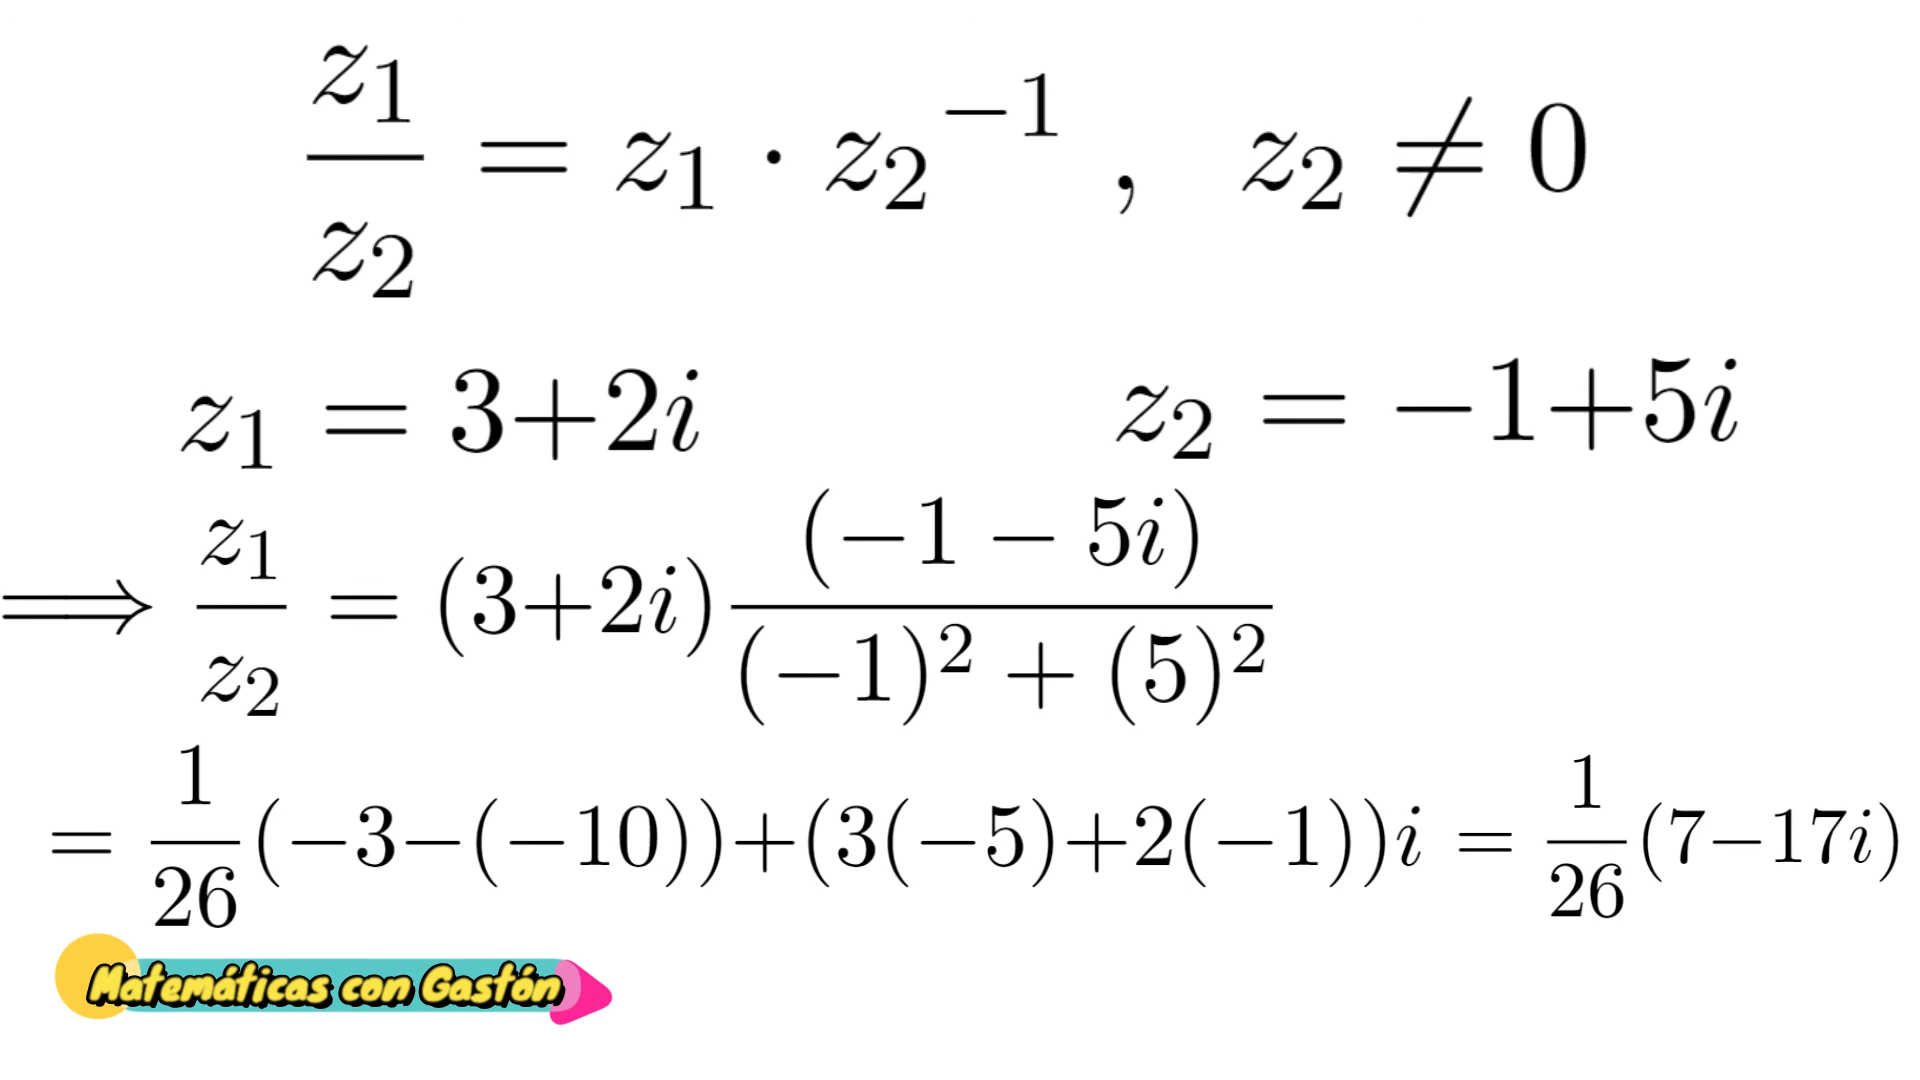 z₁/z₂ = z₁ · z₂⁻¹ , z₂ ≠ 0
z₁ = 3+2i z₂ = −1+5i
⟹ z₁/z₂ = (3+2i) (−1 − 5i)/((−1)² + (5)²)
= 1/26 (−3−(−10))+(3(−5)+2(−1))i = 1/26 (7−17i)
Matemáticas con Gastón